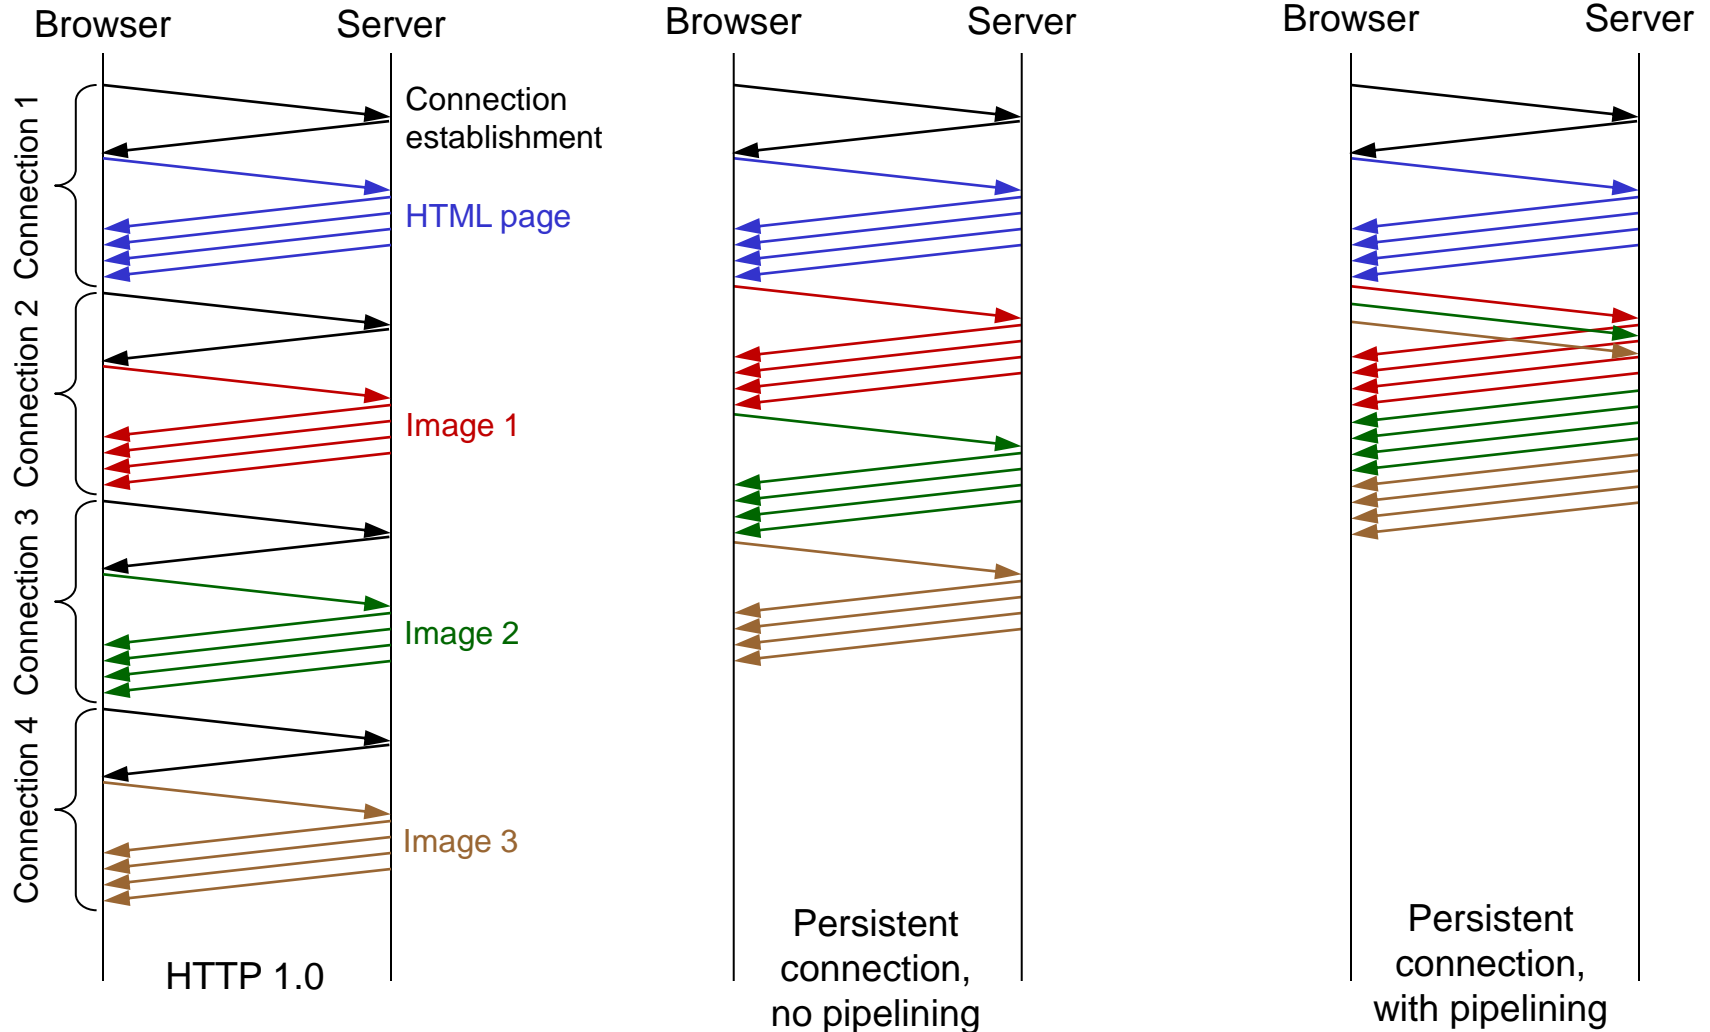 Browser
Server
Connection 1
Connection
establishment
HTML page
Connection 2
Image 1
Connection 3
Image 2
Connection 4
Image 3
HTTP 1.0
Browser
Server
Persistent
connection,
no pipelining
Browser
Server
Persistent
connection,
with pipelining